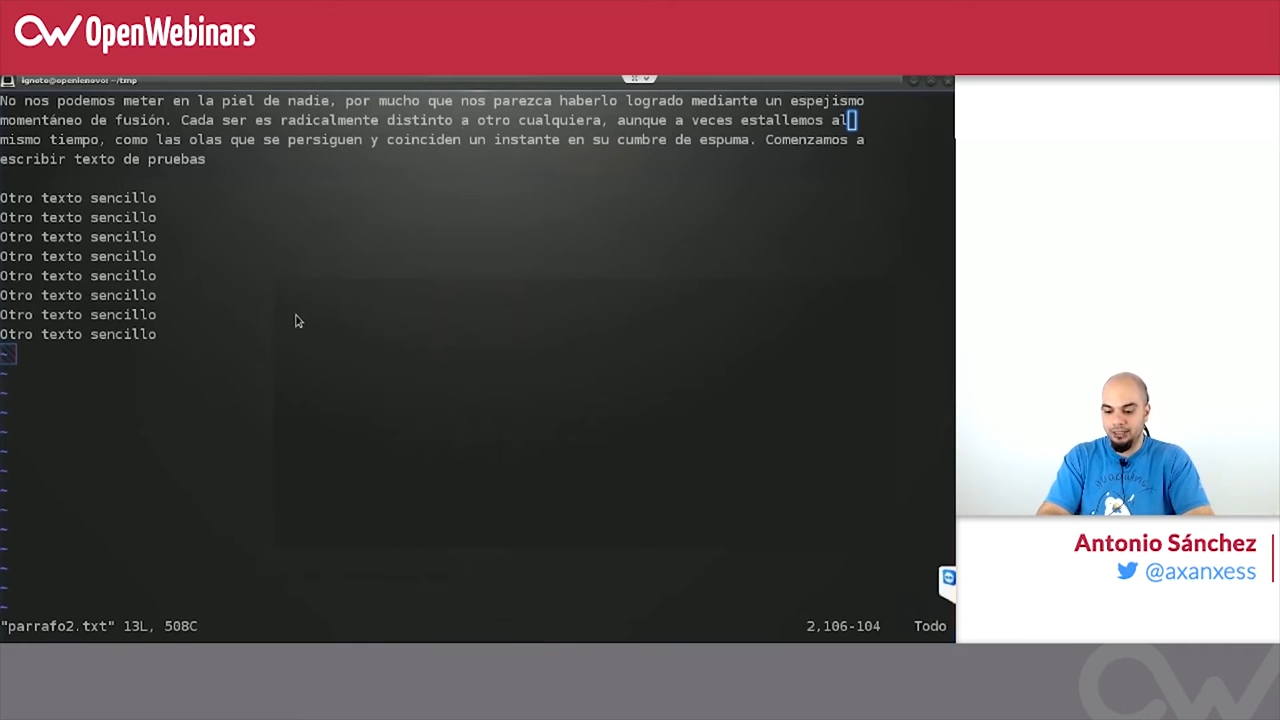 OpenWebinars
ignoto@openlenovo: ~/tmp
No nos podemos meter en la piel de nadie, por mucho que nos parezca haberlo logrado mediante un espejismo
momentáneo de fusión. Cada ser es radicalmente distinto a otro cualquiera, aunque a veces estallemos al
mismo tiempo, como las olas que se persiguen y coinciden un instante en su cumbre de espuma. Comenzamos a
escribir texto de pruebas
Otro texto sencillo
Otro texto sencillo
Otro texto sencillo
Otro texto sencillo
Otro texto sencillo
Otro texto sencillo
Otro texto sencillo
Otro texto sencillo
~
~
~
~
~
~
~
~
~
~
~
~
~
~
"parrafo2.txt" 13L, 508C 2,106-104 Todo
Antonio Sánchez
@axanxess